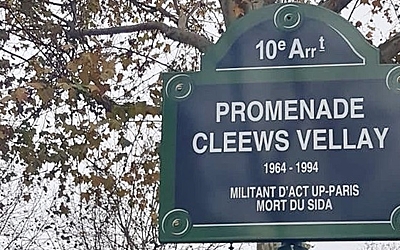 10e Arrt
PROMENADE
CLEEWS VELLAY
1964 - 1994
MILITANT D'ACT UP-PARIS
MORT DU SIDA